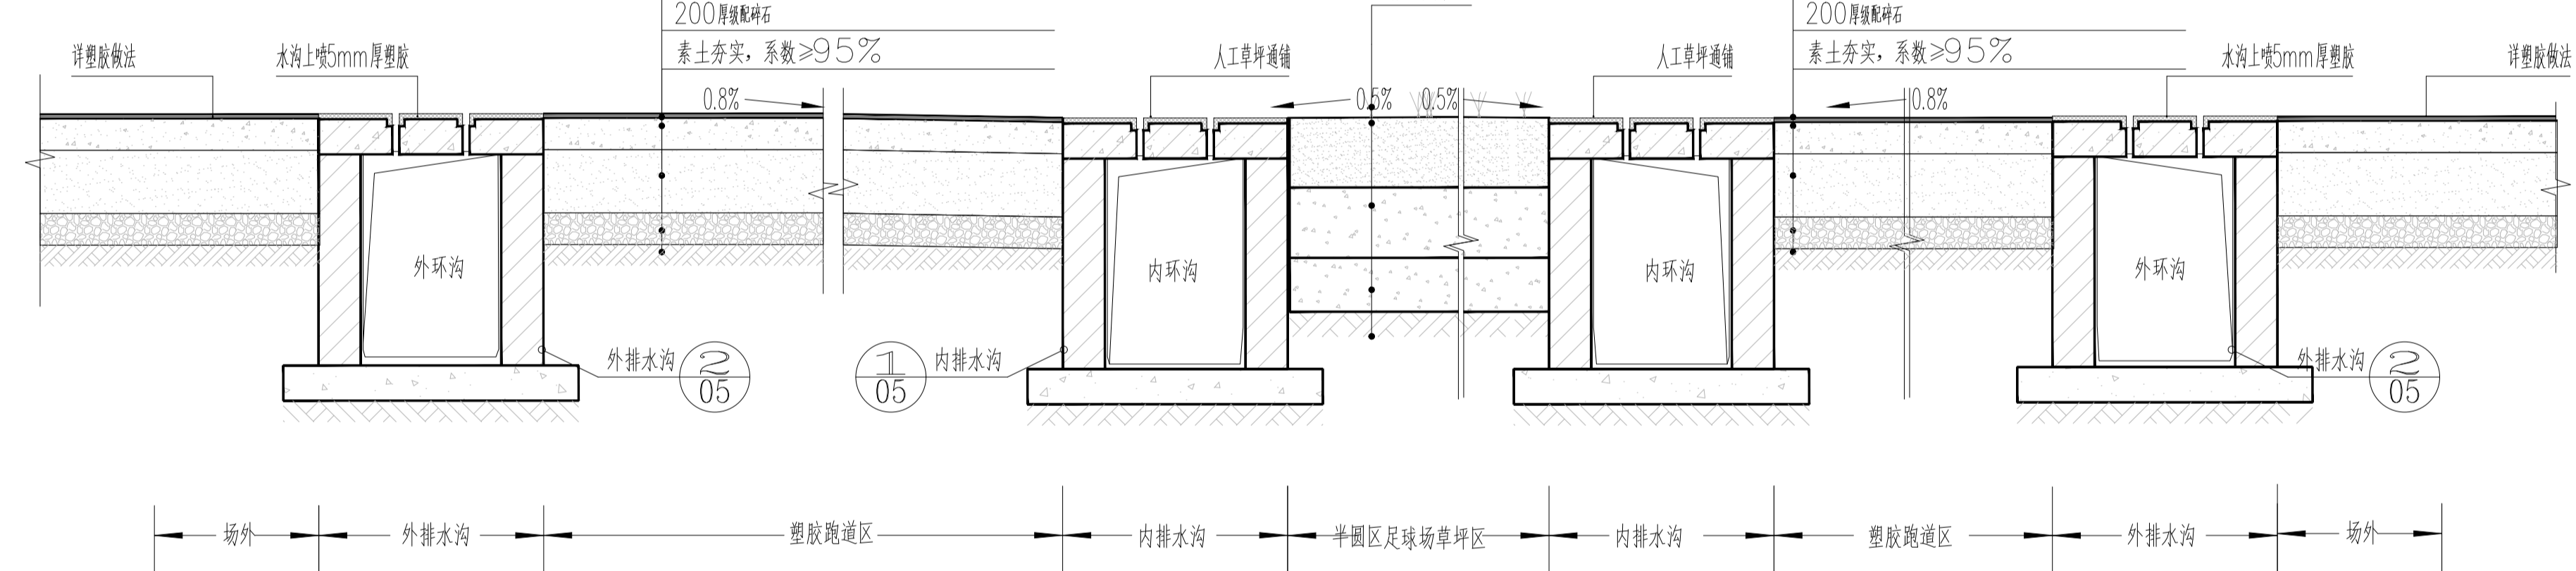 200厚级配碎石
200厚级配碎石
详塑胶做法
水沟上喷5mm厚塑胶
素土夯实，系数≥95%
人工草坪通铺
人工草坪通铺
素土夯实，系数≥95%
水沟上喷5mm厚塑胶
详塑胶做法
0.8%
0.5%
0.5%
0.8%
外环沟
内环沟
内环沟
外环沟
外排水沟
2
05
1
05
内排水沟
外排水沟
2
05
场外
外排水沟
塑胶跑道区
内排水沟
半圆区足球场草坪区
内排水沟
塑胶跑道区
外排水沟
场外